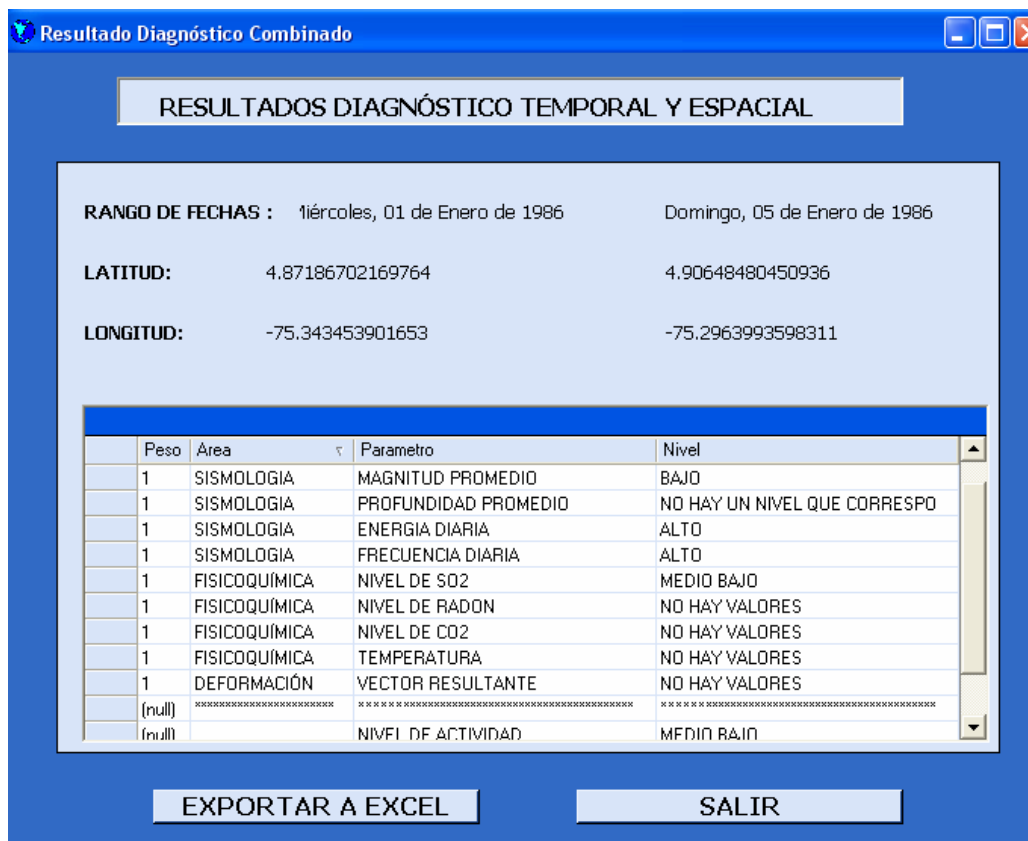 Resultado Diagnóstico Combinado
RESULTADOS DIAGNÓSTICO TEMPORAL Y ESPACIAL
RANGO DE FECHAS : Miércoles, 01 de Enero de 1986 Domingo, 05 de Enero de 1986
LATITUD: 4.87186702169764 4.90648480450936
LONGITUD: -75.343453901653 -75.2963993598311
Peso Area Parametro Nivel
1 SISMOLOGIA MAGNITUD PROMEDIO BAJO
1 SISMOLOGIA PROFUNDIDAD PROMEDIO NO HAY UN NIVEL QUE CORRESPO
1 SISMOLOGIA ENERGIA DIARIA ALTO
1 SISMOLOGIA FRECUENCIA DIARIA ALTO
1 FISICOQUÍMICA NIVEL DE SO2 MEDIO BAJO
1 FISICOQUÍMICA NIVEL DE RADON NO HAY VALORES
1 FISICOQUÍMICA NIVEL DE CO2 NO HAY VALORES
1 FISICOQUÍMICA TEMPERATURA NO HAY VALORES
1 DEFORMACIÓN VECTOR RESULTANTE NO HAY VALORES
(null) *********************** ******************************************* *******************************************
(null) NIVEL DE ACTIVIDAD MEDIO BAJO
EXPORTAR A EXCEL SALIR